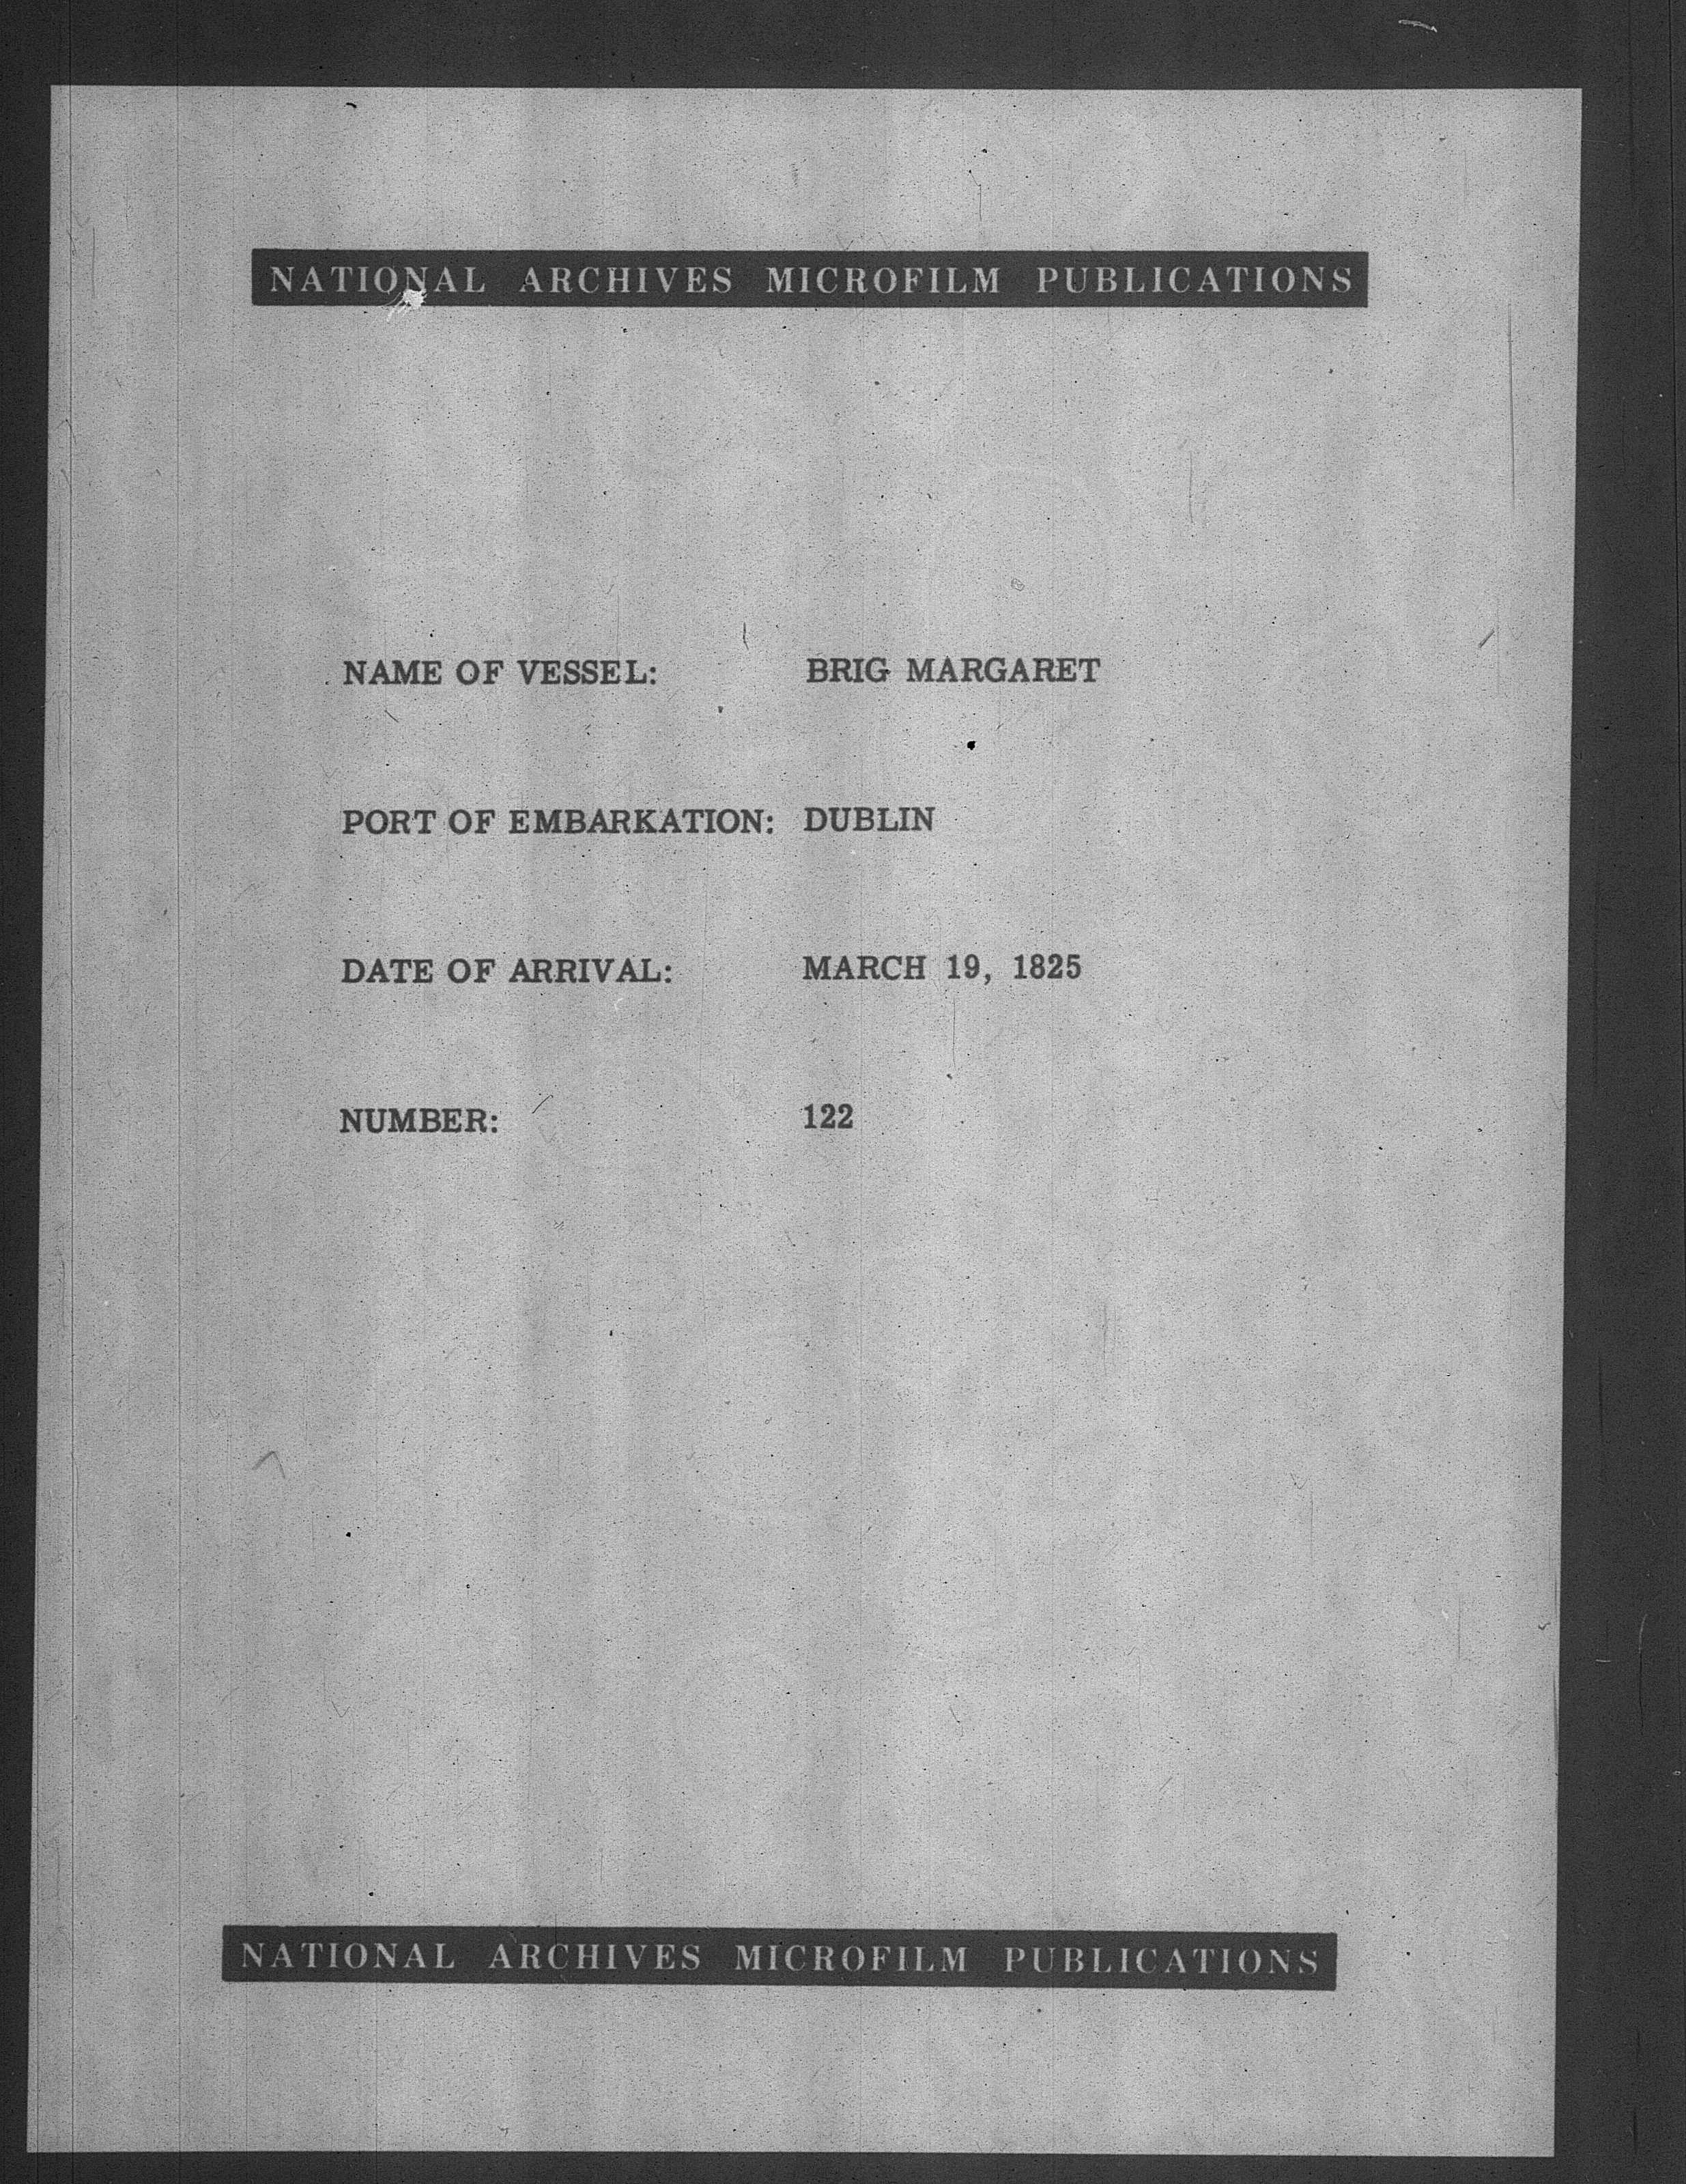 NATIONAL ARCHIVES MICROFILM PUBLICATIONS
NAME OF VESSEL: BRIG MARGARET
PORT OF EMBARKATION: DUBLIN
DATE OF ARRIVAL: MARCH 19, 1825
NUMBER: 122
NATIONAL ARCHIVES MICROFILM PUBLICATIONS